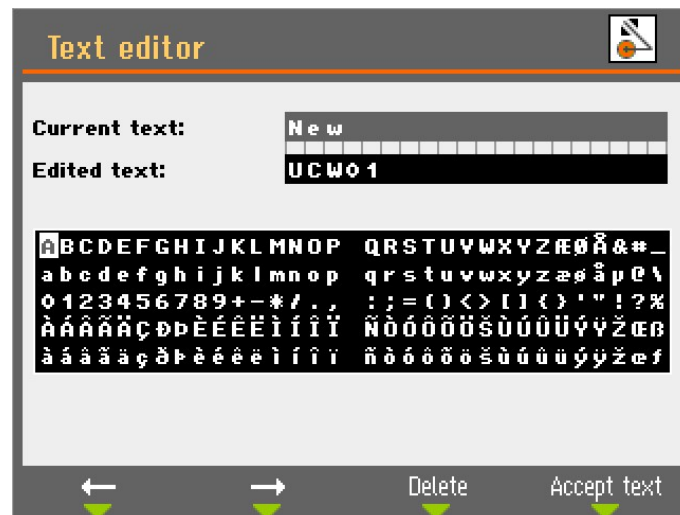 Text editor
Current text: New
Edited text: UCW01
ABCDEFGHIJKLMNOP QRSTUVWXYZÆØÅ&#_
abcdefghijklmnop qrstuvwxyzæøåµ@\
0123456789+-*/., :;=()<>[]{}'"!?%
ÀÁÂÃÄÇÐÞÈÉÊËÌÍÎÏ ÑÒÓÔÕÖŠÙÚÛÜÝŸŽŒß
àáâãäçðÞèéêëìíîï ñòóôõöšùúûüýÿžœƒ
← → Delete Accept text